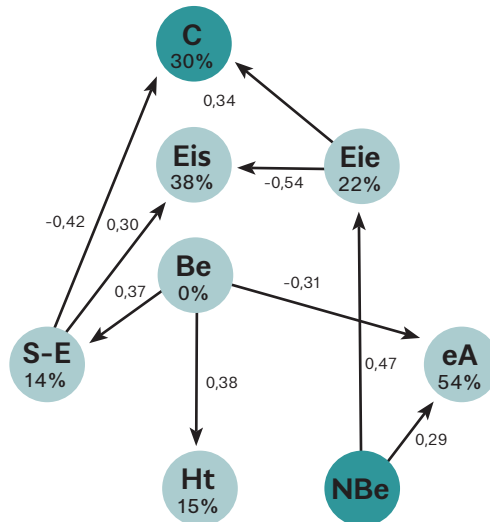 C
30%
0,34
Eis
38%
Eie
22%
-0,54
-0,42
0,30
Be
0%
-0,31
0,37
S-E
14%
eA
54%
0,47
0,38
0,29
Ht
15%
NBe